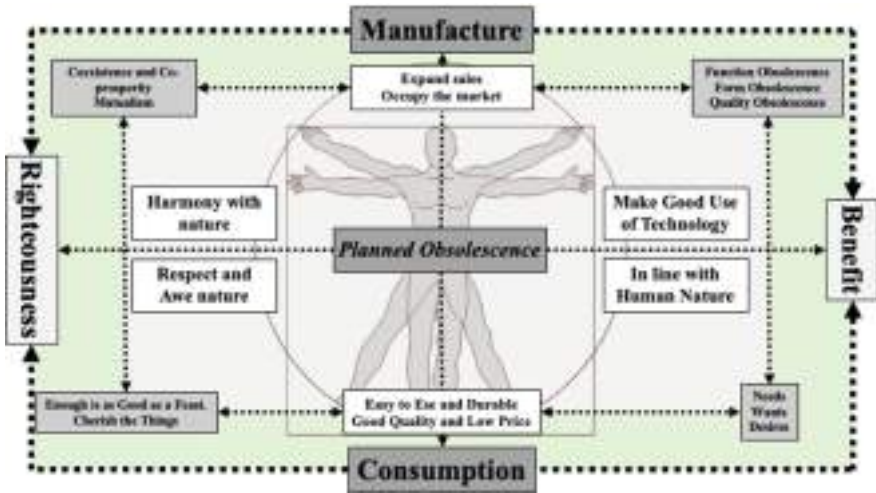 Manufacture
Coexistence and Co-
prosperity
Mutualism
Expand sales
Occupy the market
Function Obsolescence
Form Obsolescence
Quality Obsolescence
Righteousness
Harmony with
nature
Make Good Use
of Technology
Benefit
Planned Obsolescence
Respect and
Awe nature
In line with
Human Nature
Enough is as Good as a Feast.
Cherish the Things
Easy to Use and Durable
Good Quality and Low Price
Needs
Wants
Desires
Consumption